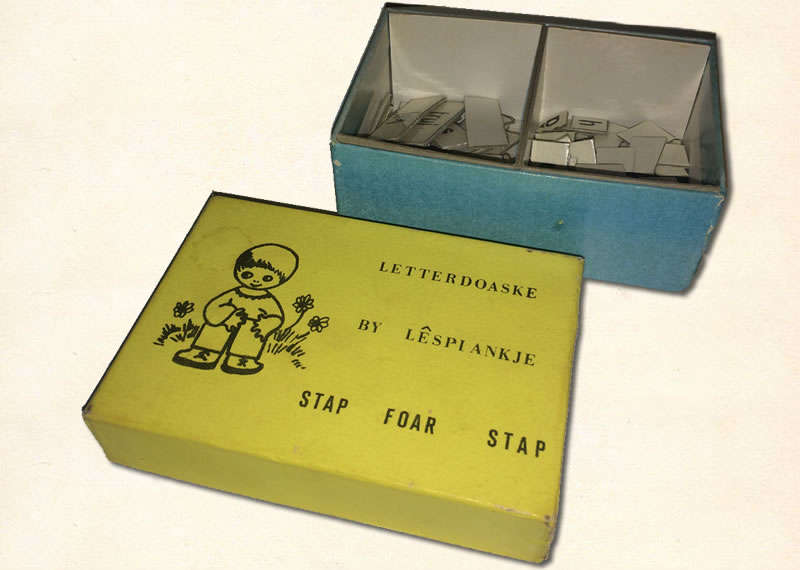 LETTERDOASKE
BY LÊSPLANKJE
STAP FOAR STAP
h